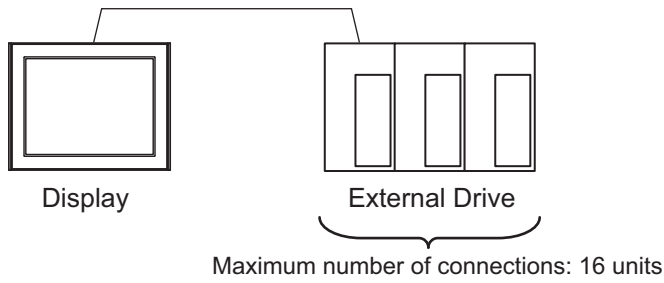 Display
External Drive
Maximum number of connections: 16 units